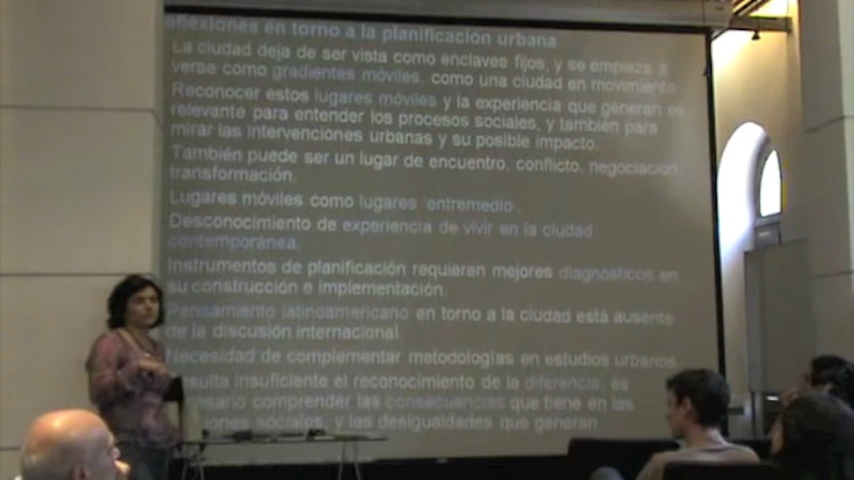 eflexiones en torno a la planificación urbana
La ciudad deja de ser vista como enclaves fijos, y se empieza a
verse como gradientes móviles, como una ciudad en movimiento.
Reconocer estos lugares móviles y la experiencia que generan es
relevante para entender los procesos sociales, y también para
mirar las intervenciones urbanas y su posible impacto.
También puede ser un lugar de encuentro, conflicto, negociación,
transformación.
Lugares móviles como lugares entremedio.
Desconocimiento de experiencia de vivir en la ciudad
contemporánea.
Instrumentos de planificación requieren mejores diagnósticos en
su construcción e implementación.
Pensamiento latinoamericano en torno a la ciudad está ausente
de la discusión internacional.
Necesidad de complementar metodologías en estudios urbanos.
esulta insuficiente el reconocimiento de la diferencia, es
esario comprender las consecuencias que tiene en las
iones sociales, y las desigualdades que generan